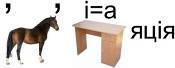 , , і=а
яція